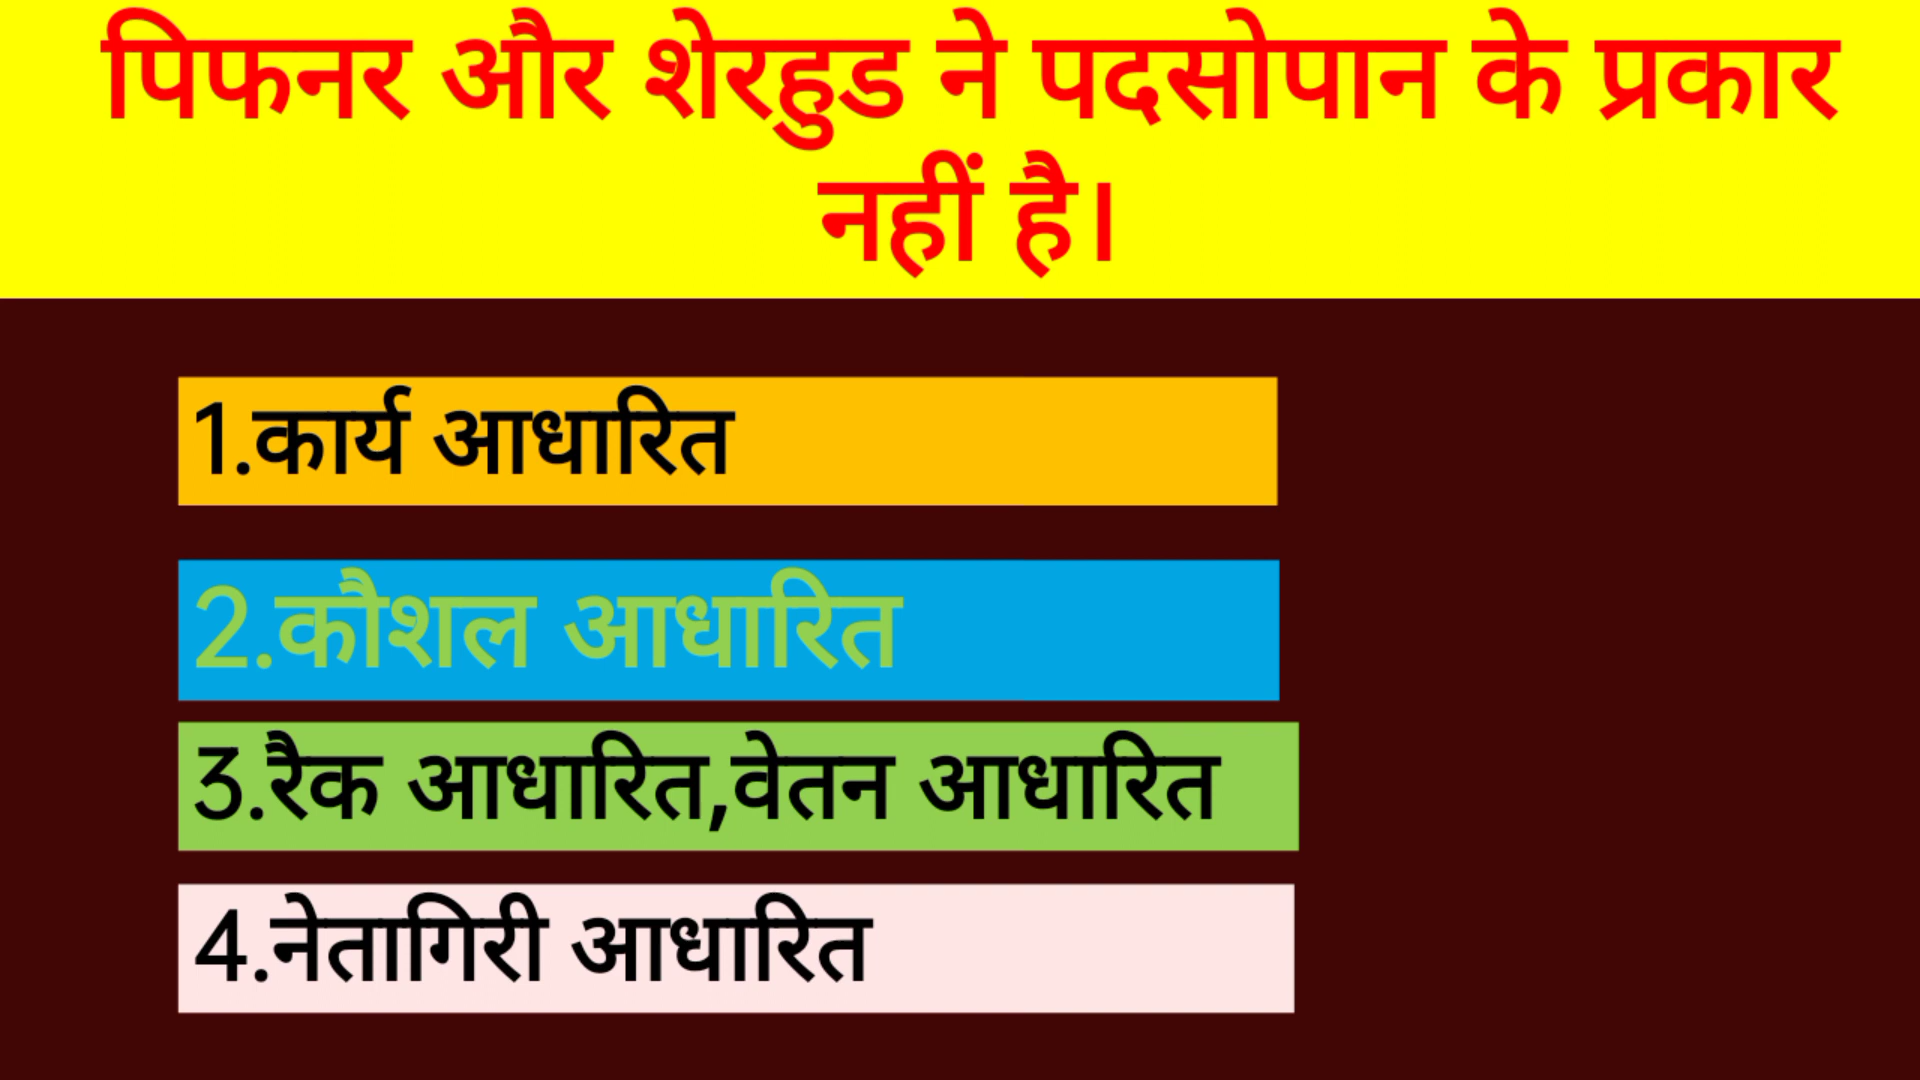 पिफनर और शेरहुड ने पदसोपान के प्रकार
नहीं है।
1.कार्य आधारित
2.कौशल आधारित
3.रैक आधारित,वेतन आधारित
4.नेतागिरी आधारित